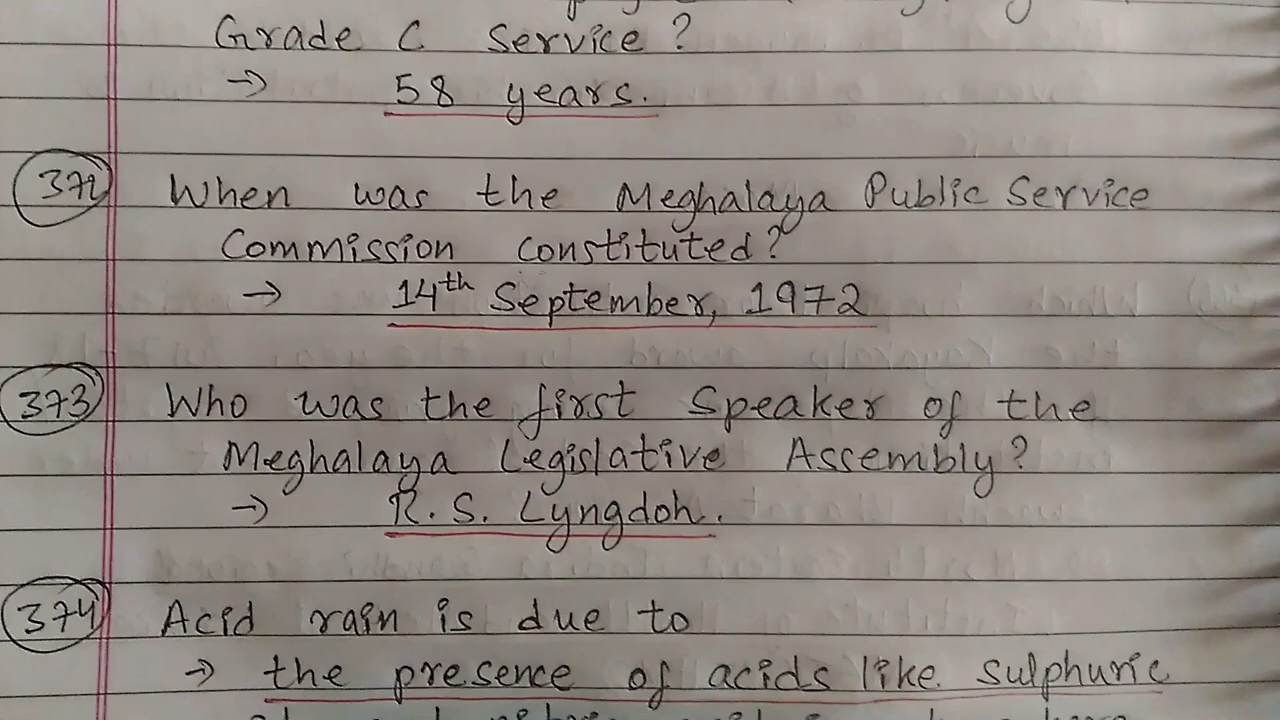 Grade C Service?
→ 58 years.
372 When was the Meghalaya Public Service
Commission constituted?
→ 14th September, 1972
373 Who was the first Speaker of the
Meghalaya Legislative Assembly?
→ R. S. Lyngdoh.
374 Acid rain is due to
→ the presence of acids like sulphuric